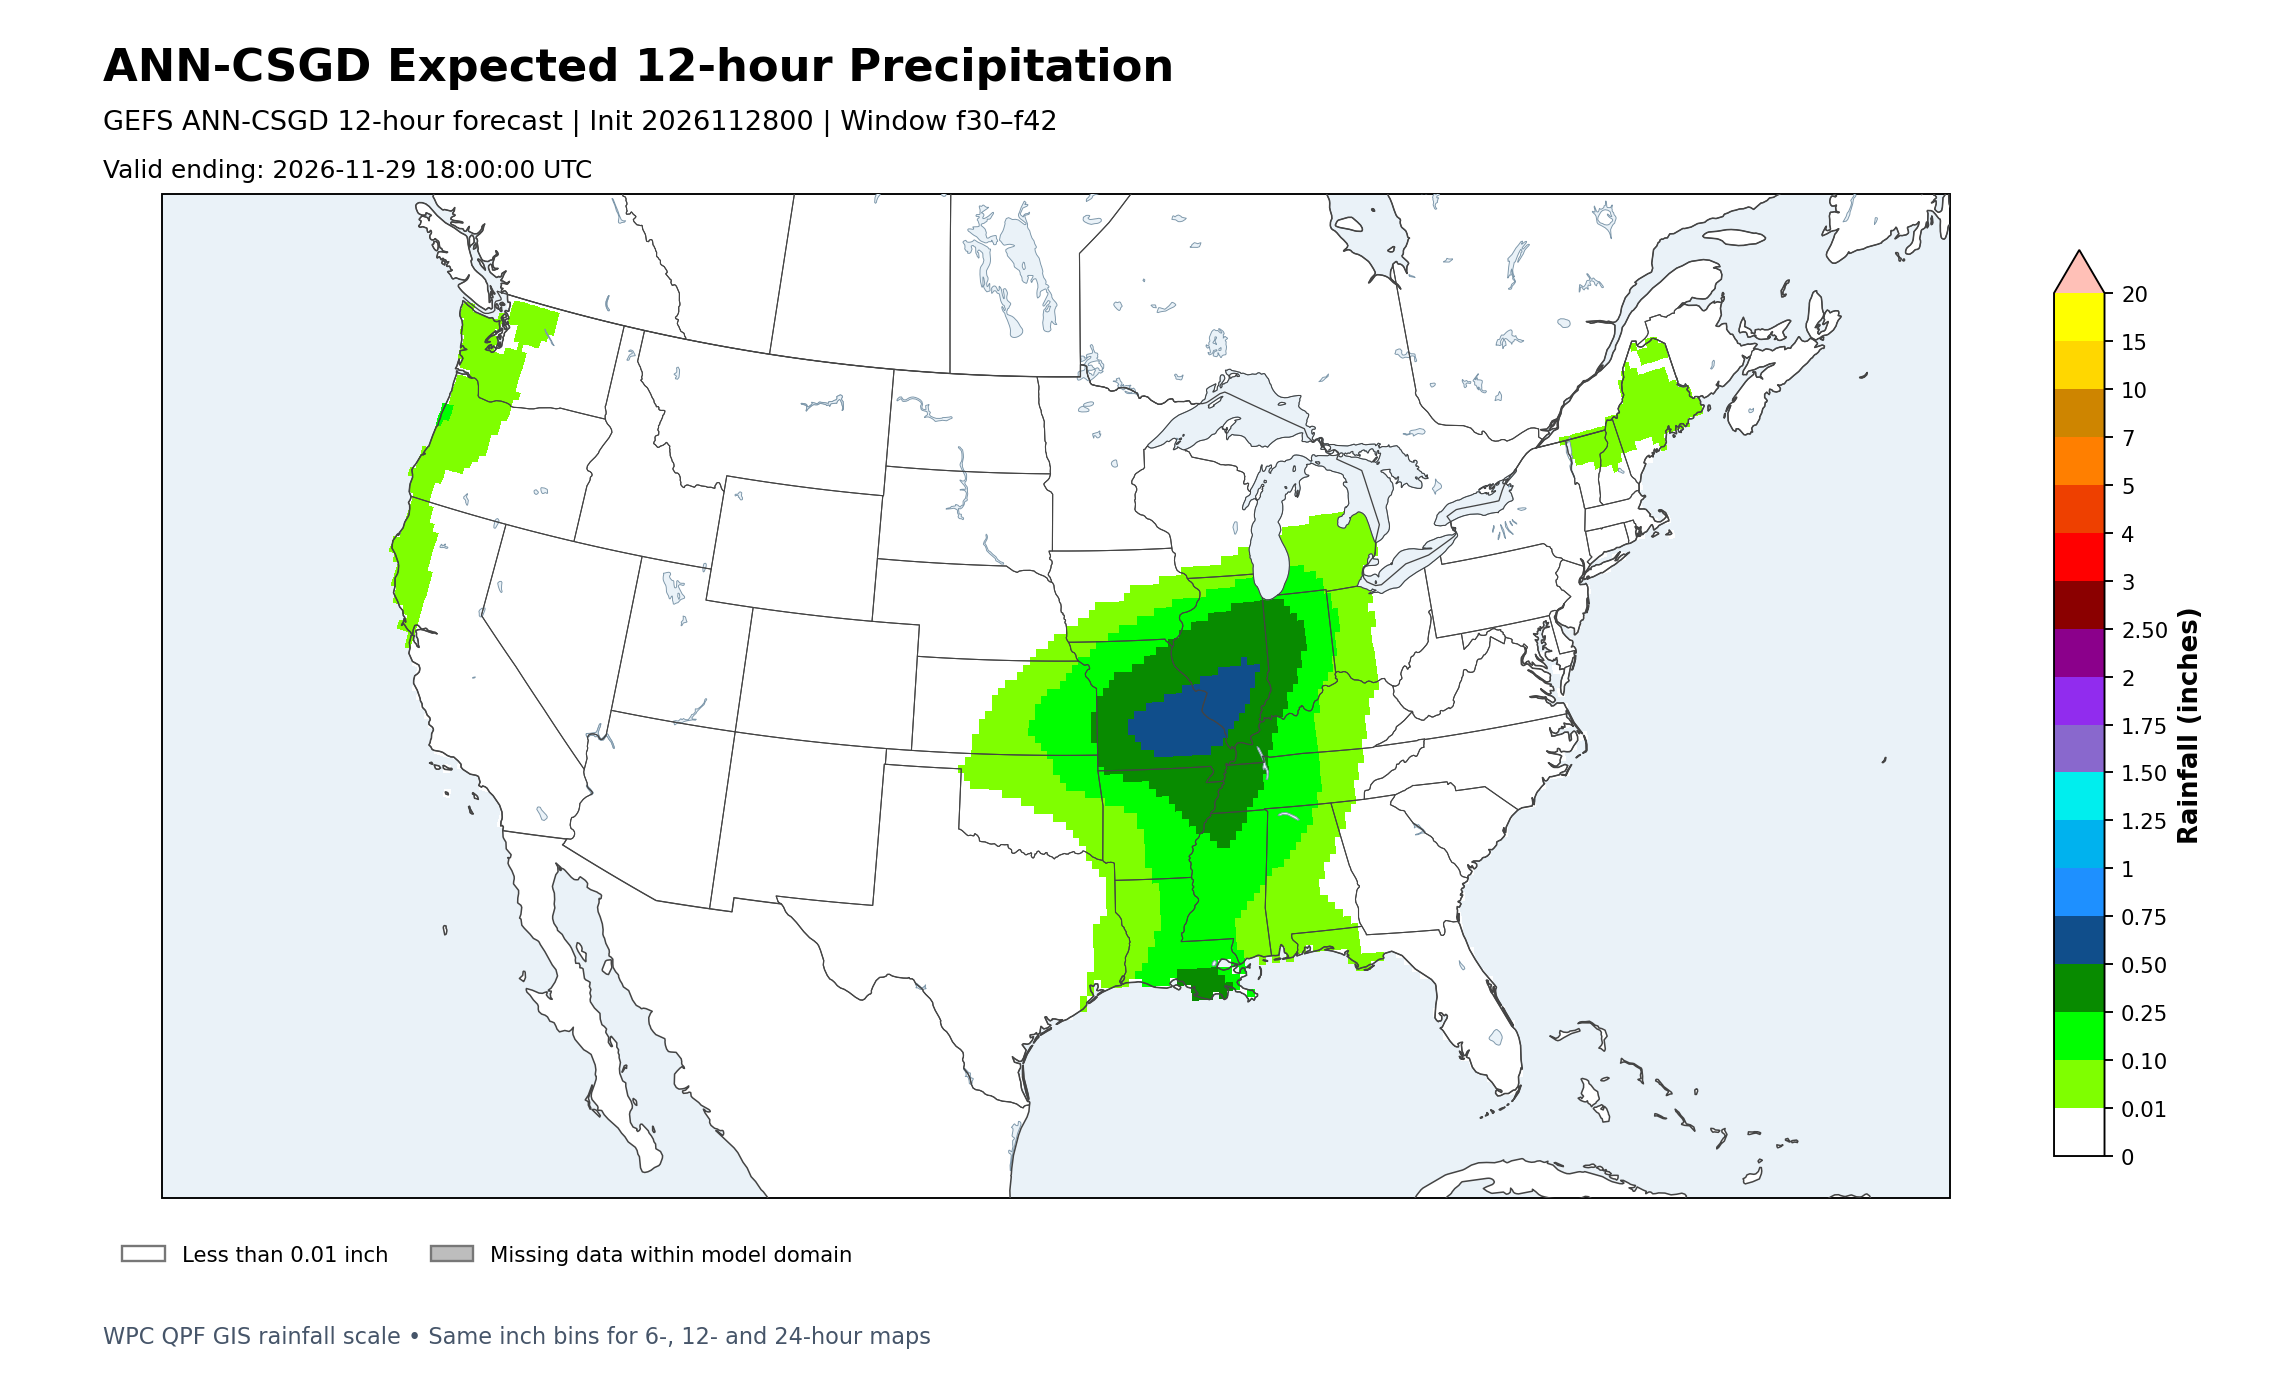 ANN-CSGD Expected 12-hour Precipitation
GEFS ANN-CSGD 12-hour forecast | Init 2026112800 | Window f30–f42
Valid ending: 2026-11-29 18:00:00 UTC
20
15
10
7
5
4
3
2.50
2
1.75
1.50
1.25
1
0.75
0.50
0.25
0.10
0.01
0
Rainfall (inches)
Less than 0.01 inch
Missing data within model domain
WPC QPF GIS rainfall scale • Same inch bins for 6-, 12- and 24-hour maps